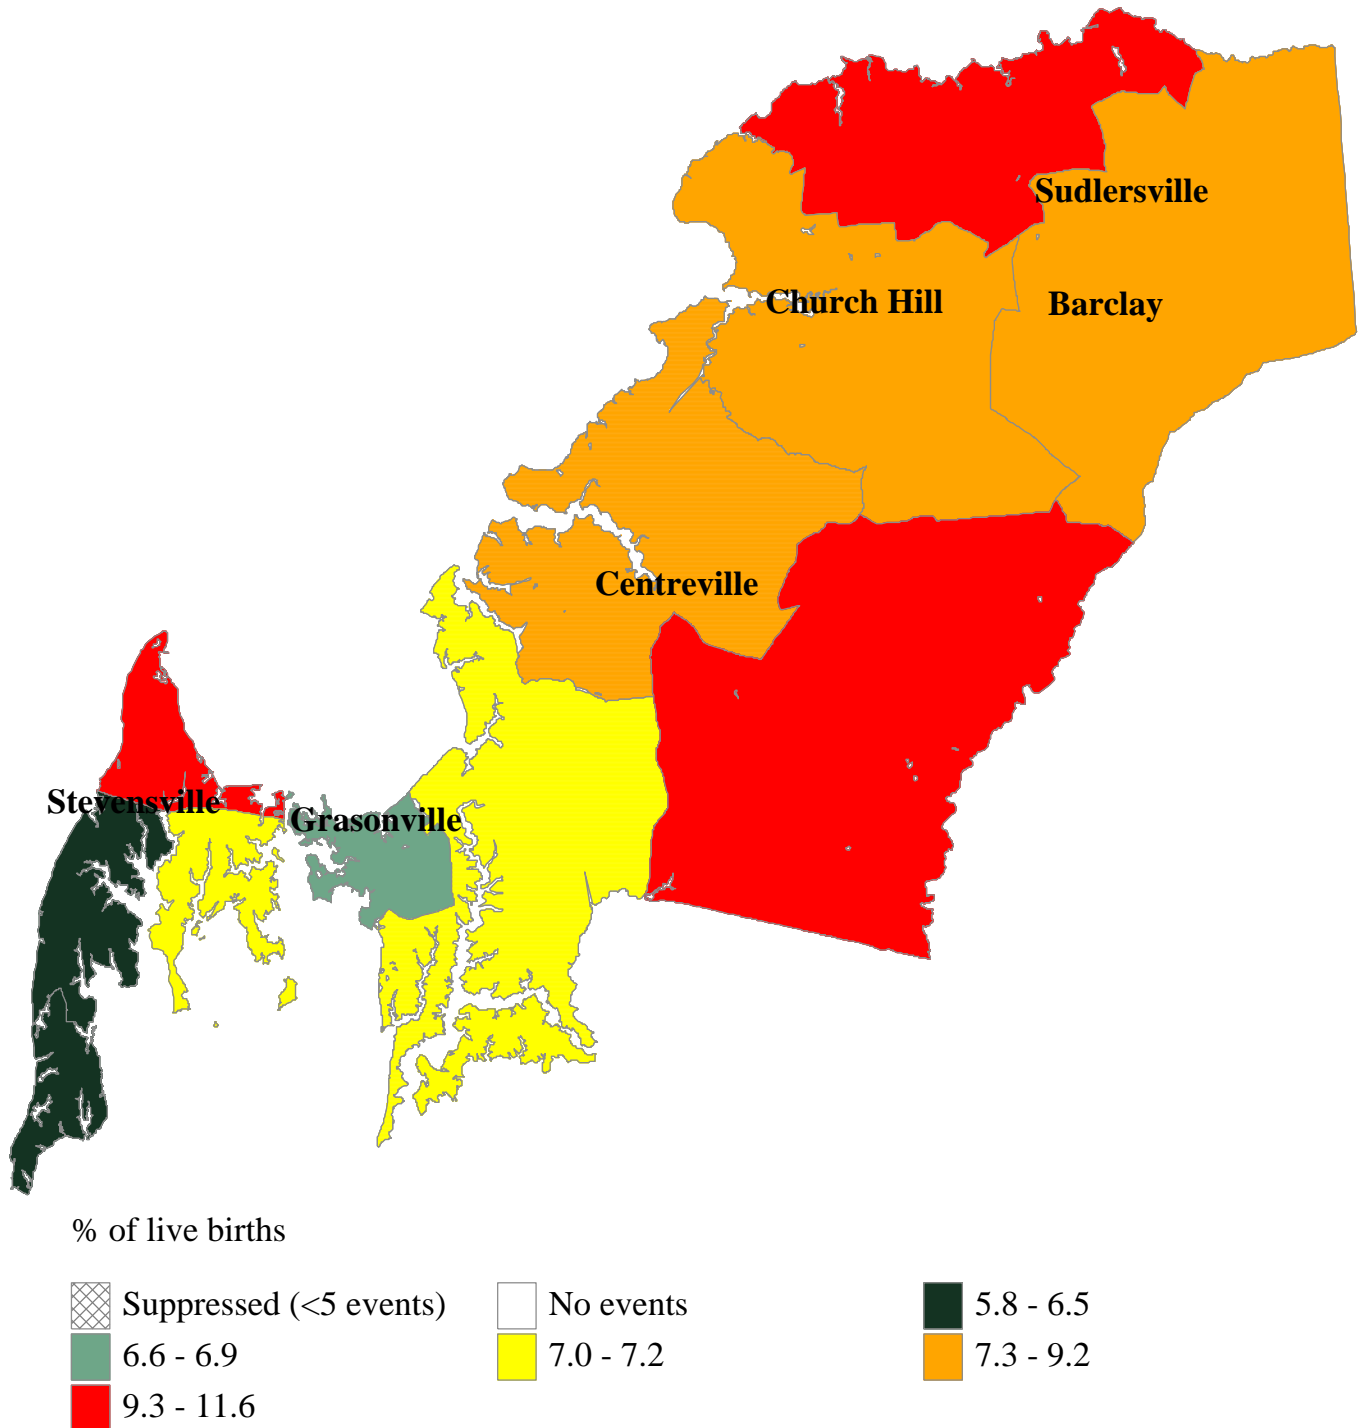 Sudlersville
Church Hill
Barclay
Centreville
Stevensville
Grasonville
% of live births
Suppressed (<5 events)
No events
5.8 - 6.5
6.6 - 6.9
7.0 - 7.2
7.3 - 9.2
9.3 - 11.6